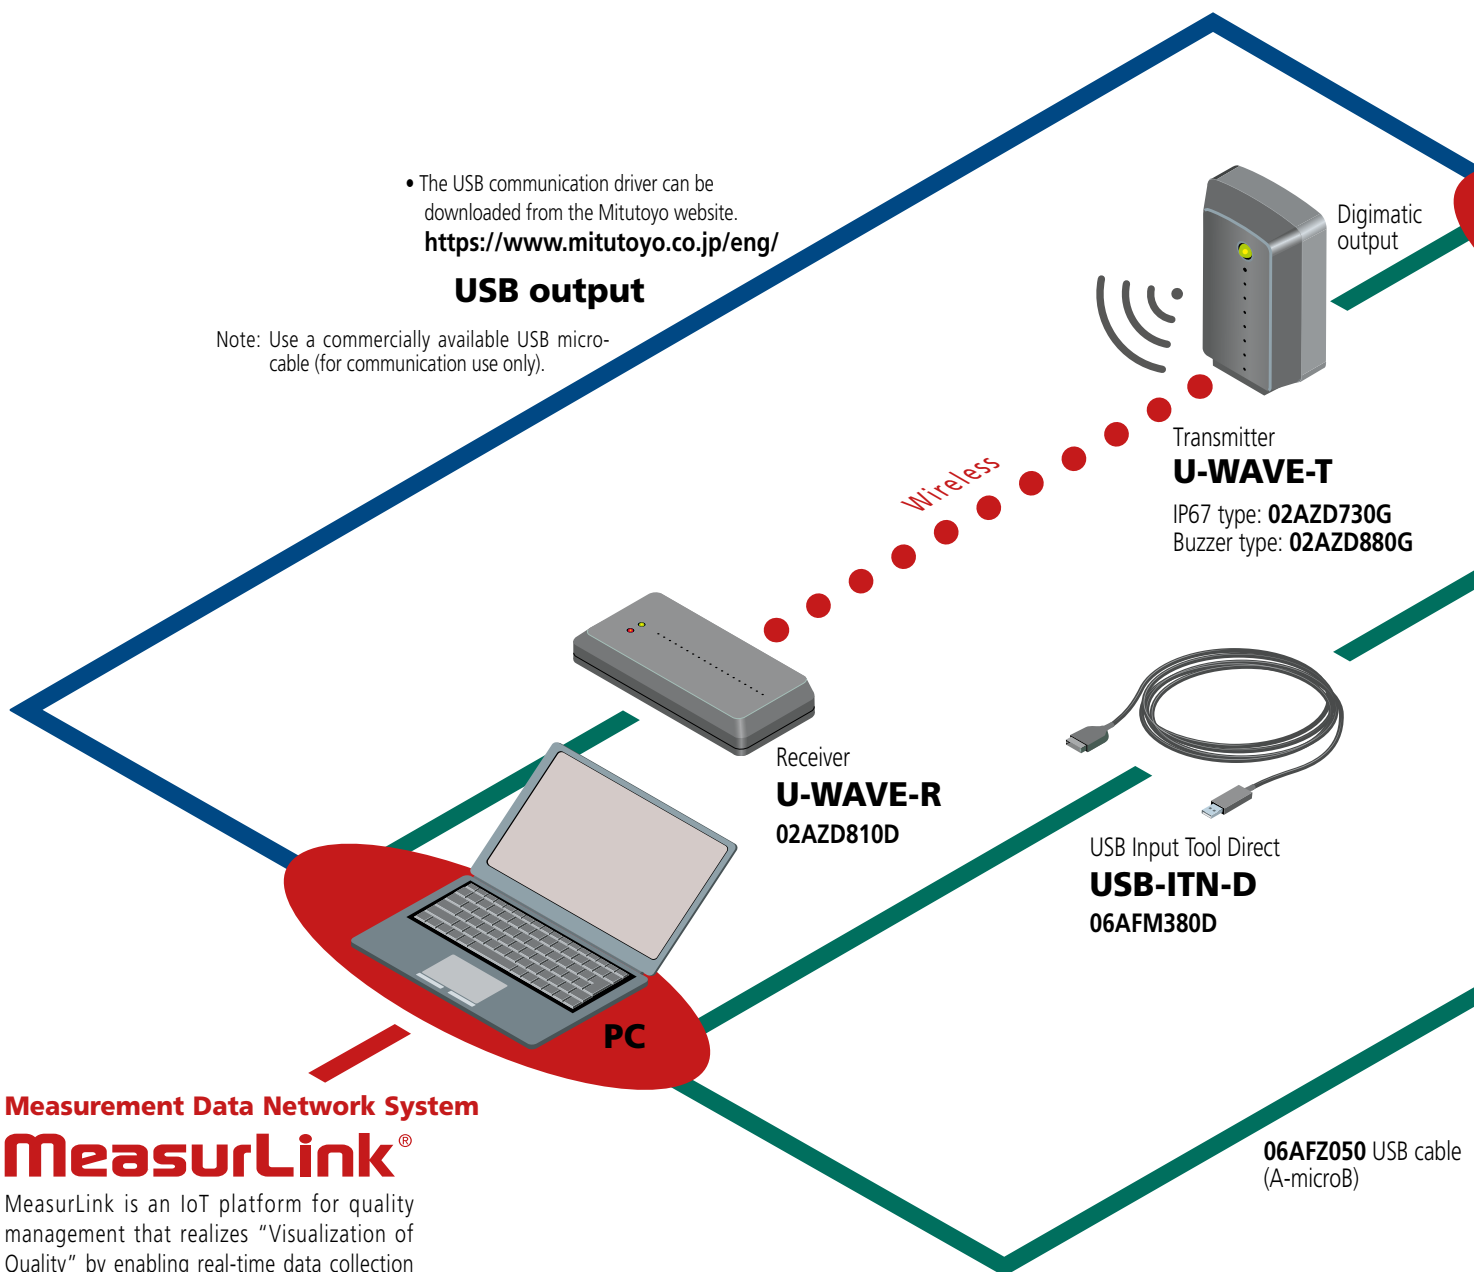 • The USB communication driver can be
downloaded from the Mitutoyo website.
https://www.mitutoyo.co.jp/eng/
USB output
Note: Use a commercially available USB micro-
cable (for communication use only).
Digimatic
output
Wireless
Transmitter
U-WAVE-T
IP67 type: 02AZD730G
Buzzer type: 02AZD880G
Receiver
U-WAVE-R
02AZD810D
USB Input Tool Direct
USB-ITN-D
06AFM380D
PC
06AFZ050 USB cable
(A-microB)
Measurement Data Network System
MeasurLink®
MeasurLink is an IoT platform for quality
management that realizes “Visualization of
Quality” by enabling real-time data collection